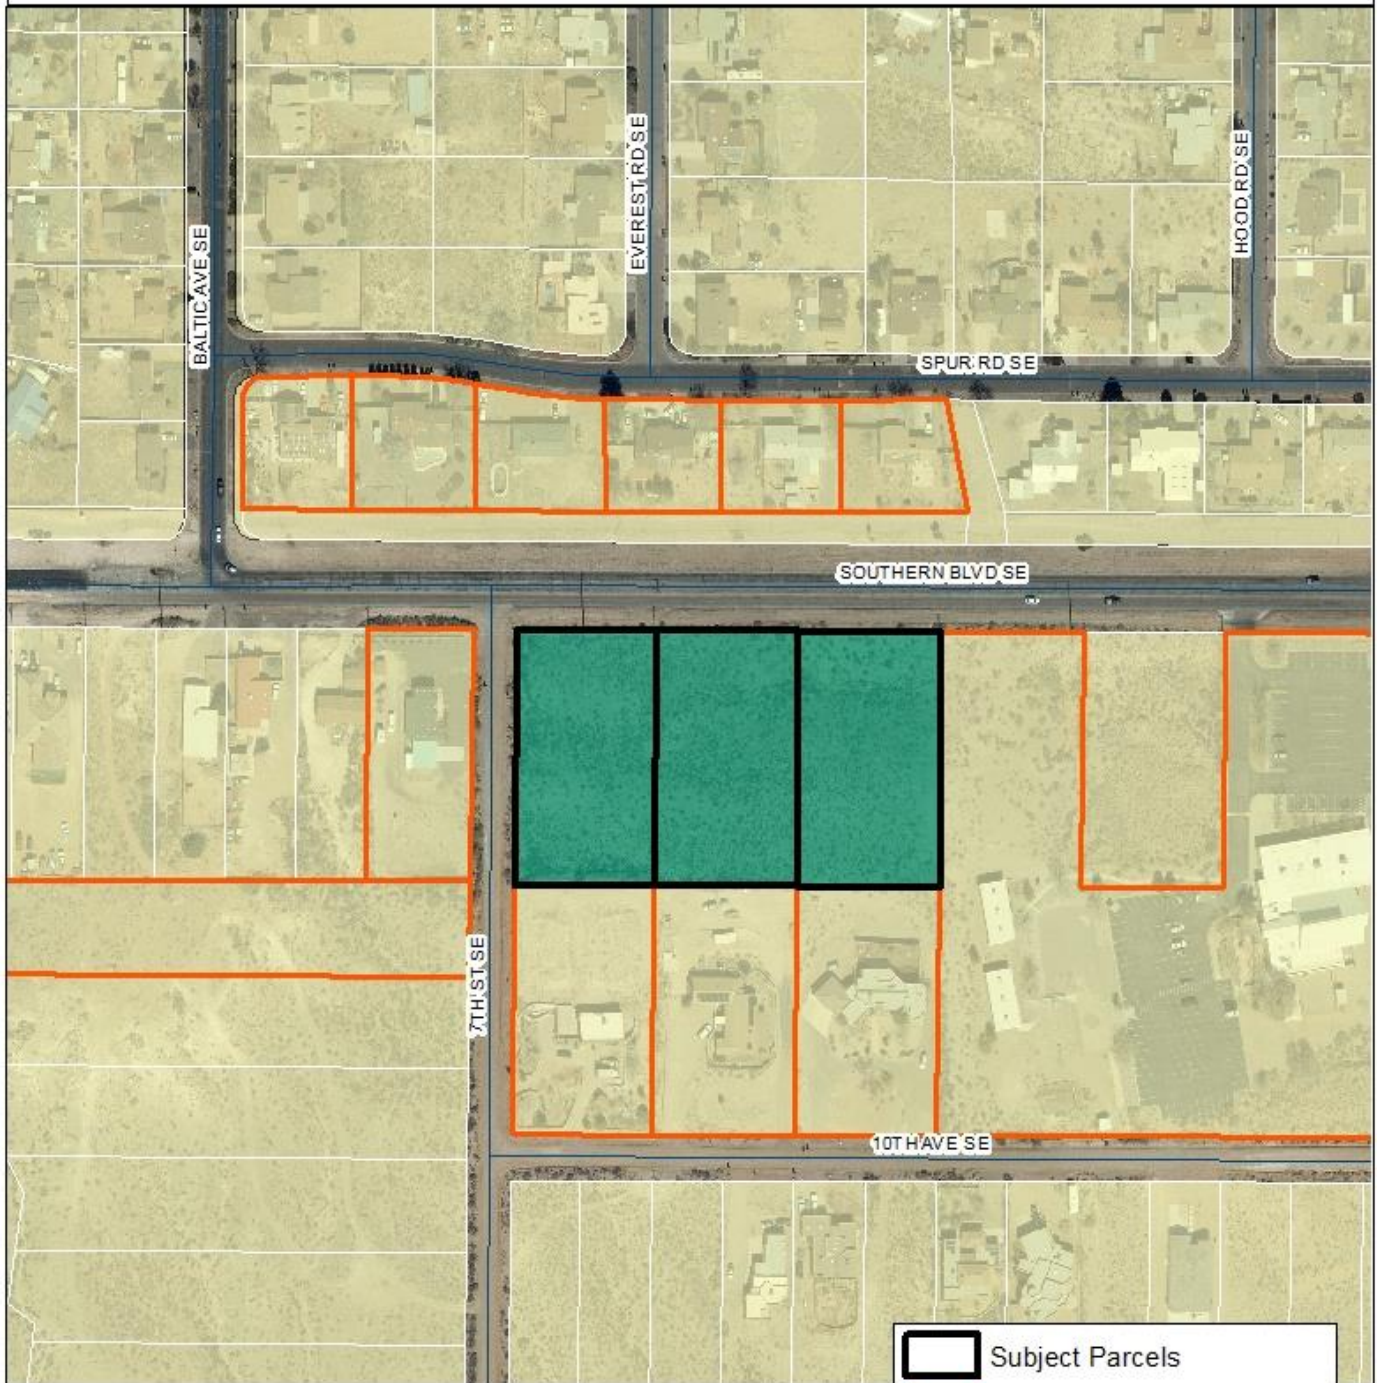 EVEREST RD SE
HOOD RD SE
BALTIC AVE SE
SPUR RD SE
SOUTHERN BLVD SE
7TH ST SE
10TH AVE SE
Subject Parcels